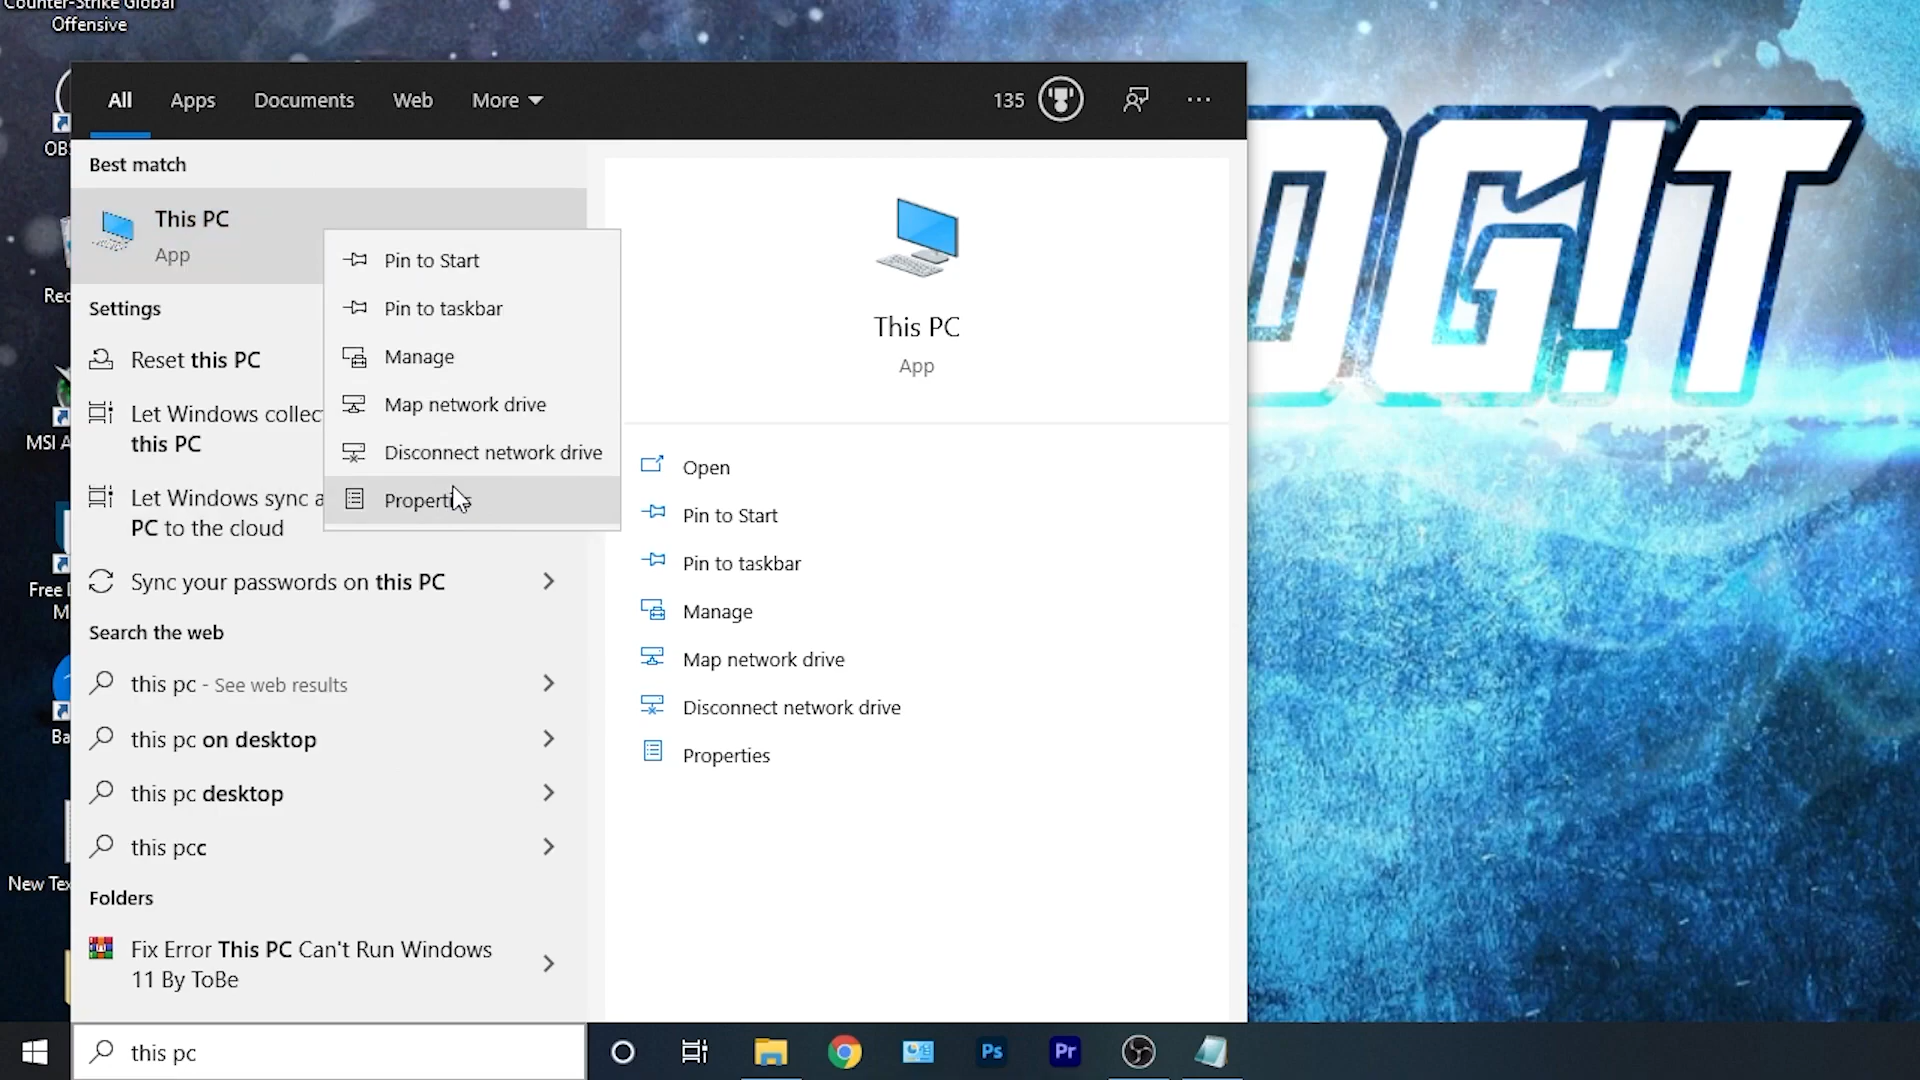 Counter-Strike Global
Offensive
All
Apps
Documents
Web
More
135
Best match
This PC
App
Pin to Start
Pin to taskbar
Manage
Map network drive
Disconnect network drive
Settings
Reset this PC
Let Windows collec
this PC
Let Windows sync a
PC to the cloud
Sync your passwords on this PC
Search the web
this pc - See web results
this pc on desktop
this pc desktop
this pcc
Folders
Fix Error This PC Can't Run Windows
11 By ToBe
This PC
App
Open
Pin to Start
Pin to taskbar
Manage
Map network drive
Disconnect network drive
Properties
OBS
Rec
MSI A
Free D
M
Ba
New Tex
OG!T
this pc
Ps
Pr